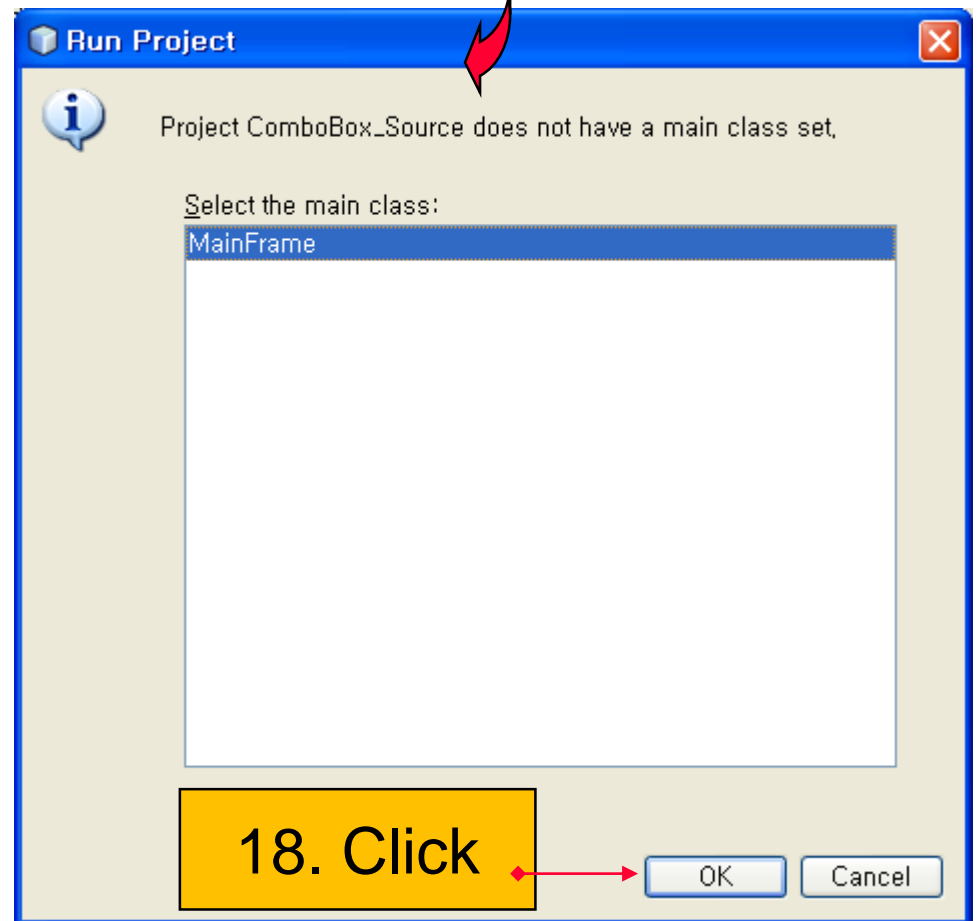 Run Project
Project ComboBox_Source does not have a main class set,
Select the main class:
MainFrame
18. Click
OK Cancel